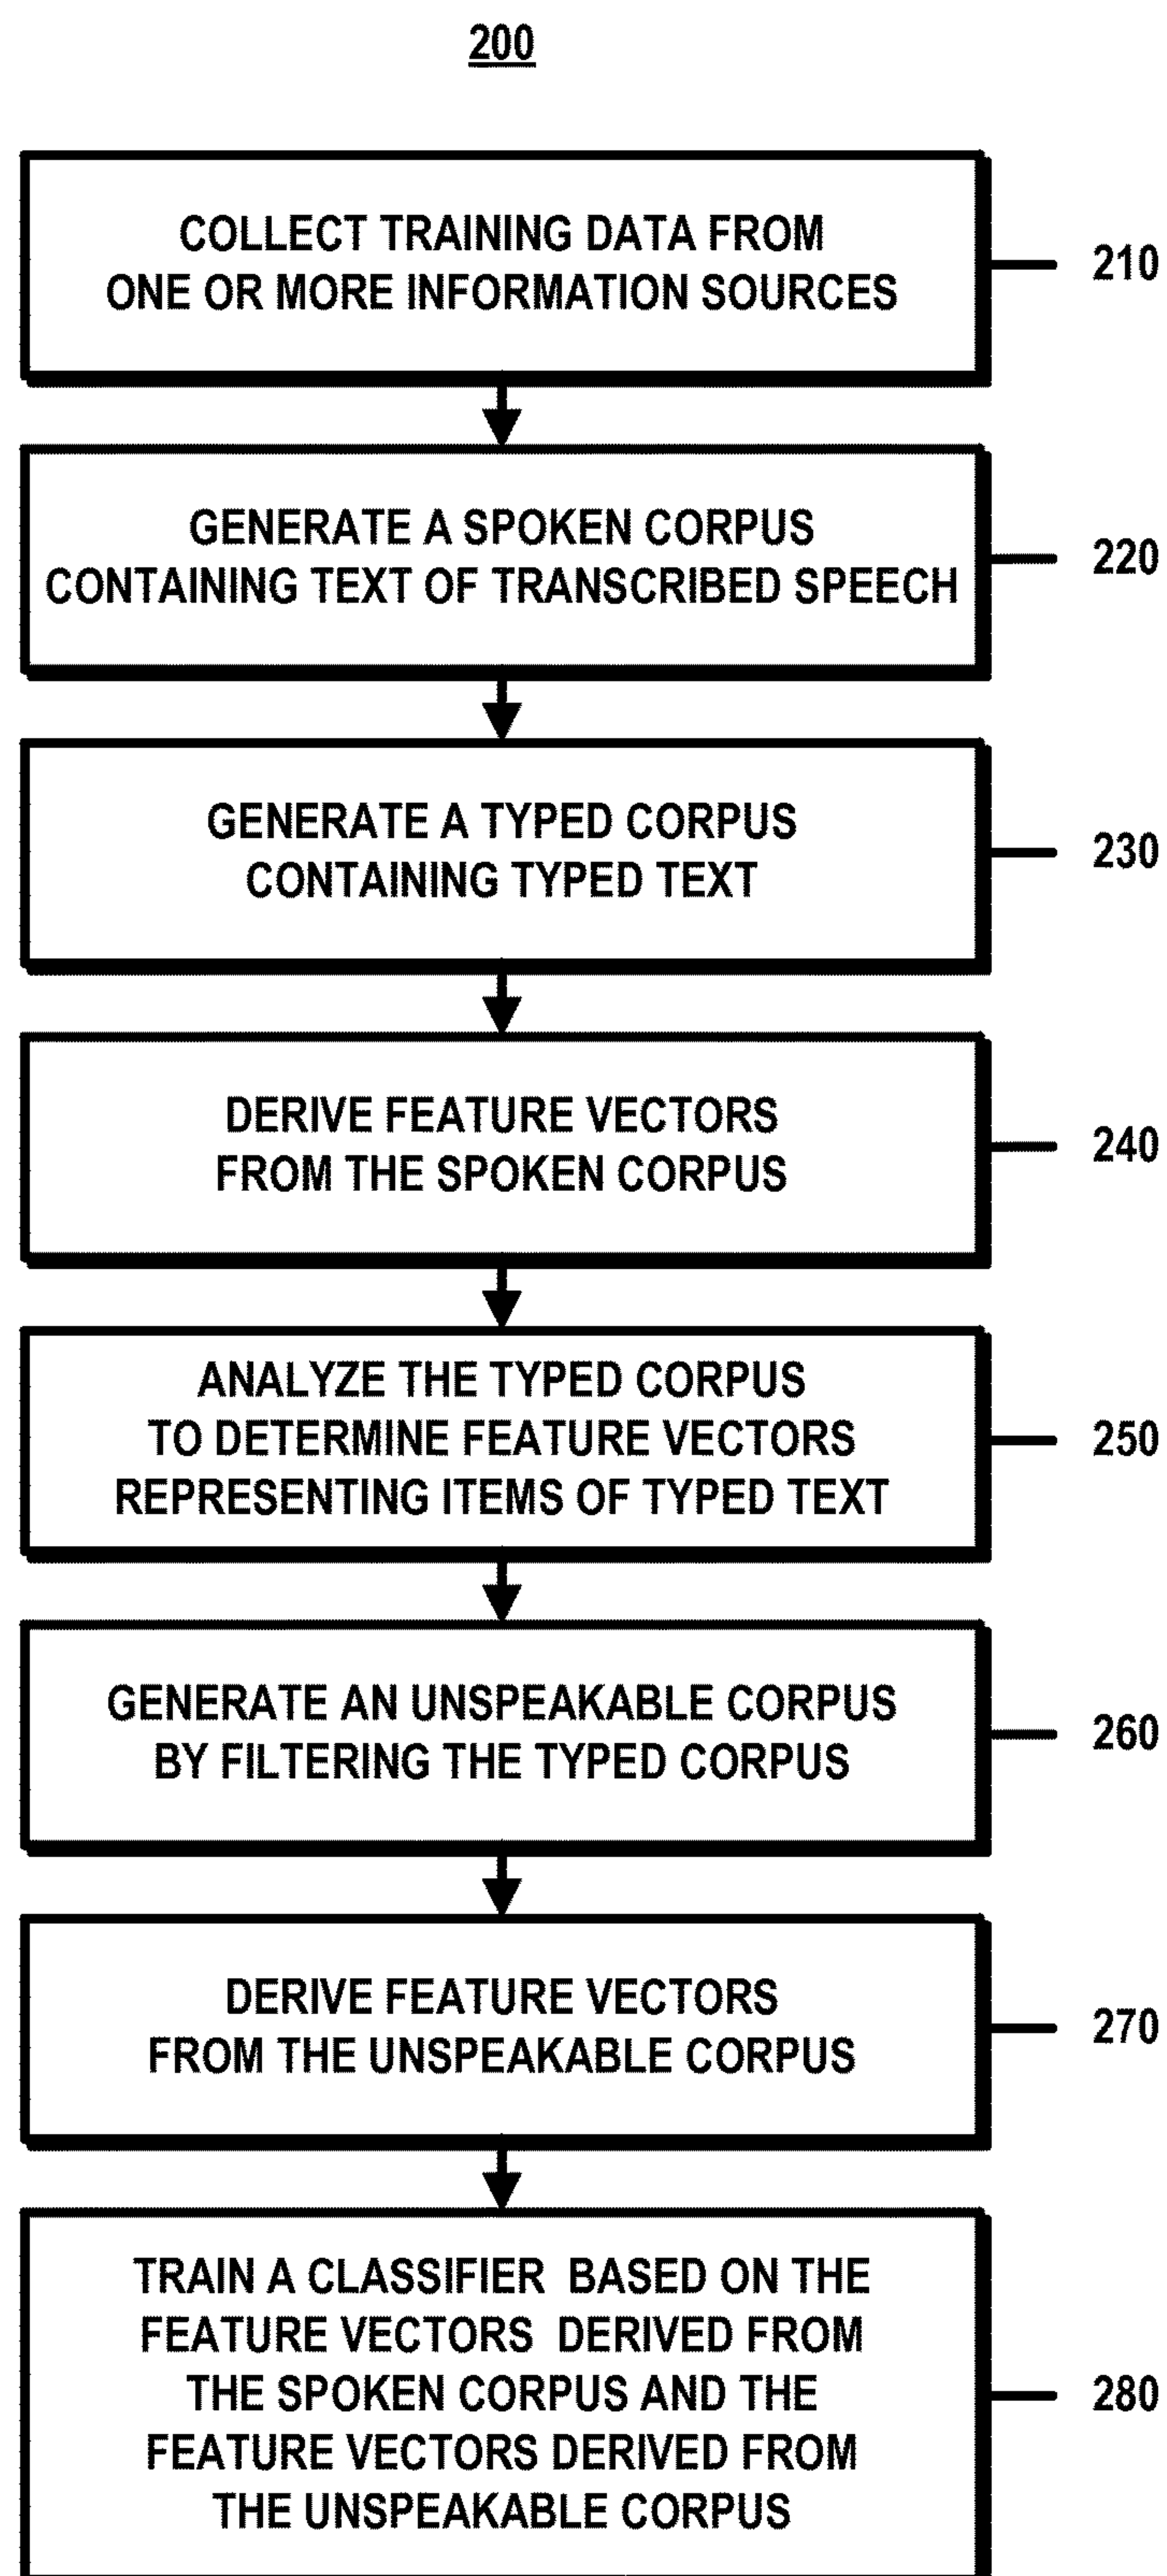 200
COLLECT TRAINING DATA FROM
ONE OR MORE INFORMATION SOURCES
210
GENERATE A SPOKEN CORPUS
CONTAINING TEXT OF TRANSCRIBED SPEECH
220
GENERATE A TYPED CORPUS
CONTAINING TYPED TEXT
230
DERIVE FEATURE VECTORS
FROM THE SPOKEN CORPUS
240
ANALYZE THE TYPED CORPUS
TO DETERMINE FEATURE VECTORS
REPRESENTING ITEMS OF TYPED TEXT
250
GENERATE AN UNSPEAKABLE CORPUS
BY FILTERING THE TYPED CORPUS
260
DERIVE FEATURE VECTORS
FROM THE UNSPEAKABLE CORPUS
270
TRAIN A CLASSIFIER BASED ON THE
FEATURE VECTORS DERIVED FROM
THE SPOKEN CORPUS AND THE
FEATURE VECTORS DERIVED FROM
THE UNSPEAKABLE CORPUS
280